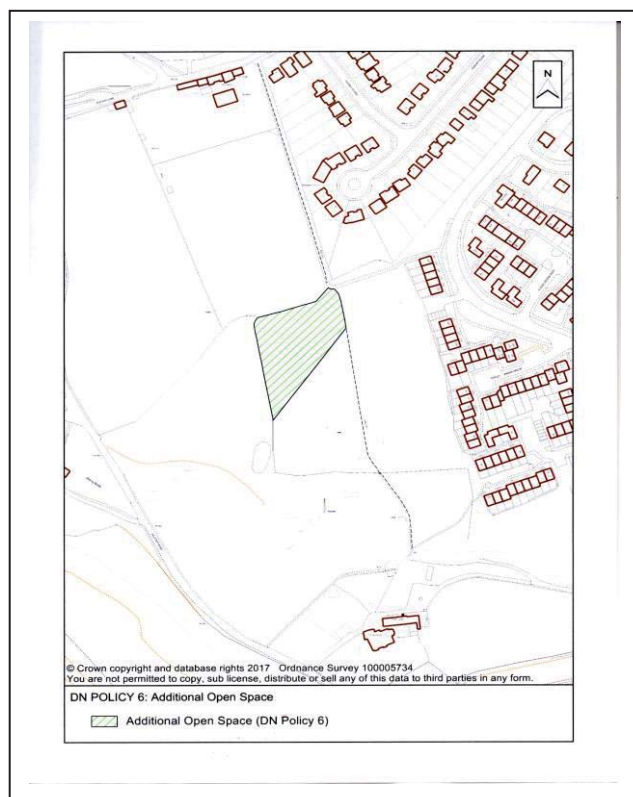 N
© Crown copyright and database rights 2017 Ordnance Survey 100005734
You are not permitted to copy, sub license, distribute or sell any of this data to third parties in any form.
DN POLICY 6: Additional Open Space
Additional Open Space (DN Policy 6)